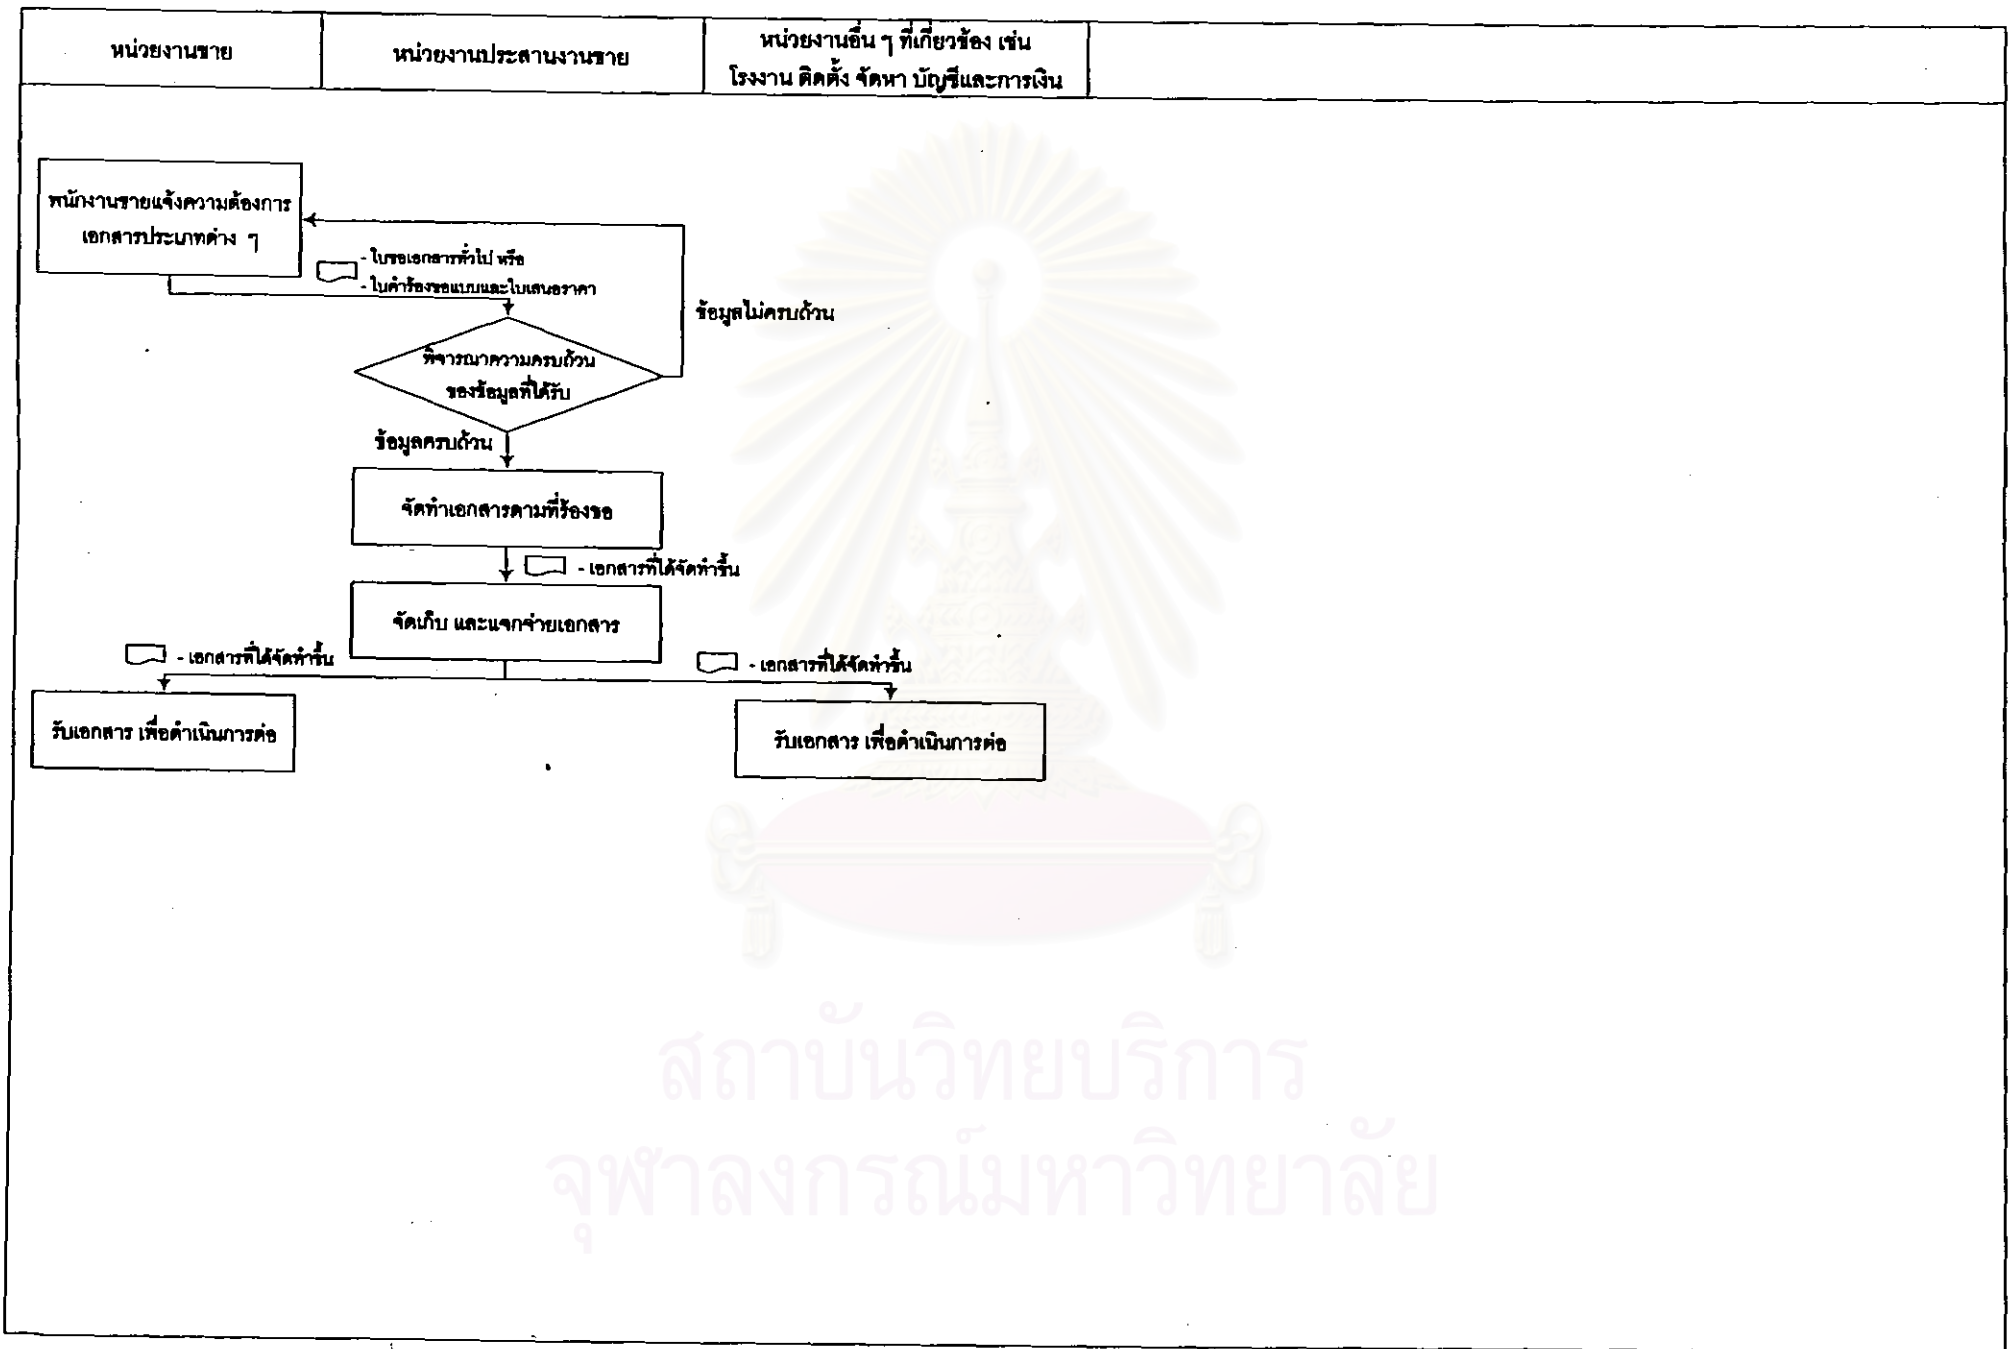 หน่วยงานขาย
หน่วยงานประสานงานขาย
หน่วยงานอื่น ๆ ที่เกี่ยวข้อง เช่น
โรงงาน ติดตั้ง จัดหา บัญชีและการเงิน
พนักงานขายแจ้งความต้องการ
เอกสารประเภทต่าง ๆ
- ใบขอเอกสารทั่วไป หรือ
- ใบคำร้องขอแบบและใบเสนอราคา
ข้อมูลไม่ครบถ้วน
พิจารณาความครบถ้วน
ของข้อมูลที่ได้รับ
ข้อมูลครบถ้วน
จัดทำเอกสารตามที่ร้องขอ
- เอกสารที่ได้จัดทำขึ้น
จัดเก็บ และแจกจ่ายเอกสาร
- เอกสารที่ได้จัดทำขึ้น
- เอกสารที่ได้จัดทำขึ้น
รับเอกสาร เพื่อดำเนินการต่อ
รับเอกสาร เพื่อดำเนินการต่อ
สถาบันวิทยบริการ
จุฬาลงกรณ์มหาวิทยาลัย